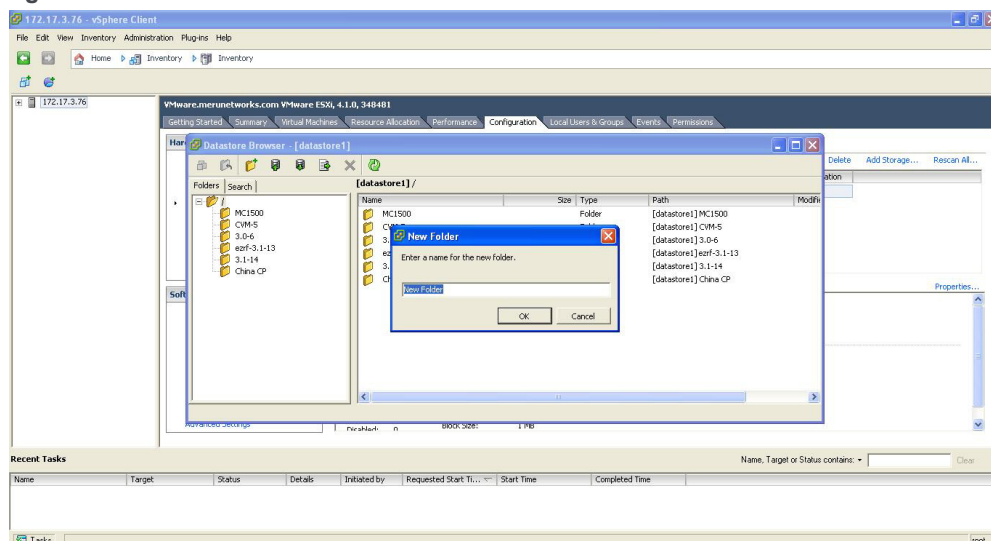 172.17.3.76 - vSphere Client
File Edit View Inventory Administration Plug-ins Help
Home Inventory Inventory
172.17.3.76
VMware.merunetworks.com VMware ESXi, 4.1.0, 348481
Getting Started Summary Virtual Machines Resource Allocation Performance Configuration Local Users & Groups Events Permissions
Datastore Browser - [datastore1]
Delete Add Storage... Rescan All...
Folders Search
[datastore1] /
Name Size Type Path
/
MC1500
CVM-5
3.0-6
ezrf-3.1-13
3.1-14
China CP
MC1500 Folder [datastore1] MC1500
[datastore1] CVM-5
[datastore1] 3.0-6
[datastore1] ezrf-3.1-13
[datastore1] 3.1-14
[datastore1] China CP
New Folder
Enter a name for the new folder.
New Folder
OK Cancel
Properties...
Advanced Settings
Disabled: 0
Block Size: 1 MB
Recent Tasks
Name, Target or Status contains: Clear
Name Target Status Details Initiated by Requested Start Ti... Start Time Completed Time
Tasks
root